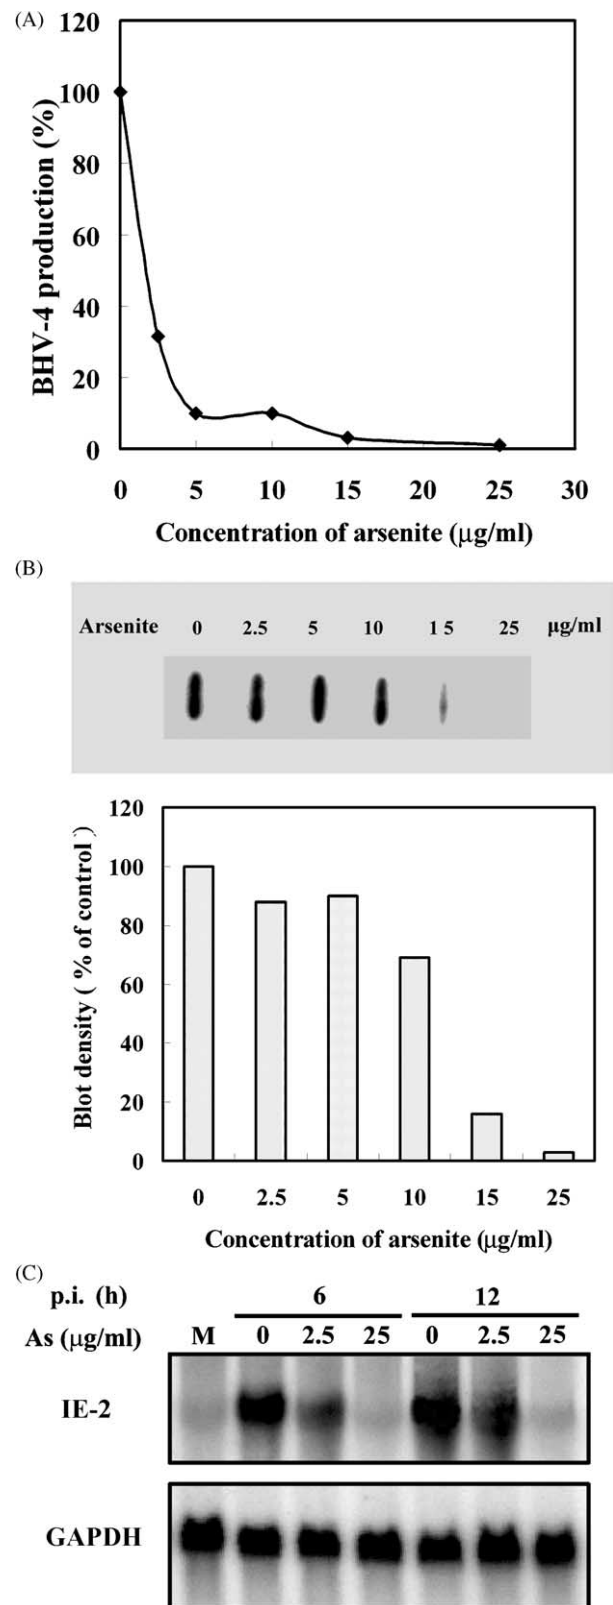 (A)
120
100
80
60
40
20
0
BHV-4 production (%)
0 5 10 15 20 25 30
Concentration of arsenite (μg/ml)
(B)
Arsenite 0 2.5 5 10 1 5 25 μg/ml
120
100
80
60
40
20
0
Blot density ( % of control )
0 2.5 5 10 15 25
Concentration of arsenite (μg/ml)
(C)
p.i. (h) 6 12
As (μg/ml) M 0 2.5 25 0 2.5 25
IE-2
GAPDH